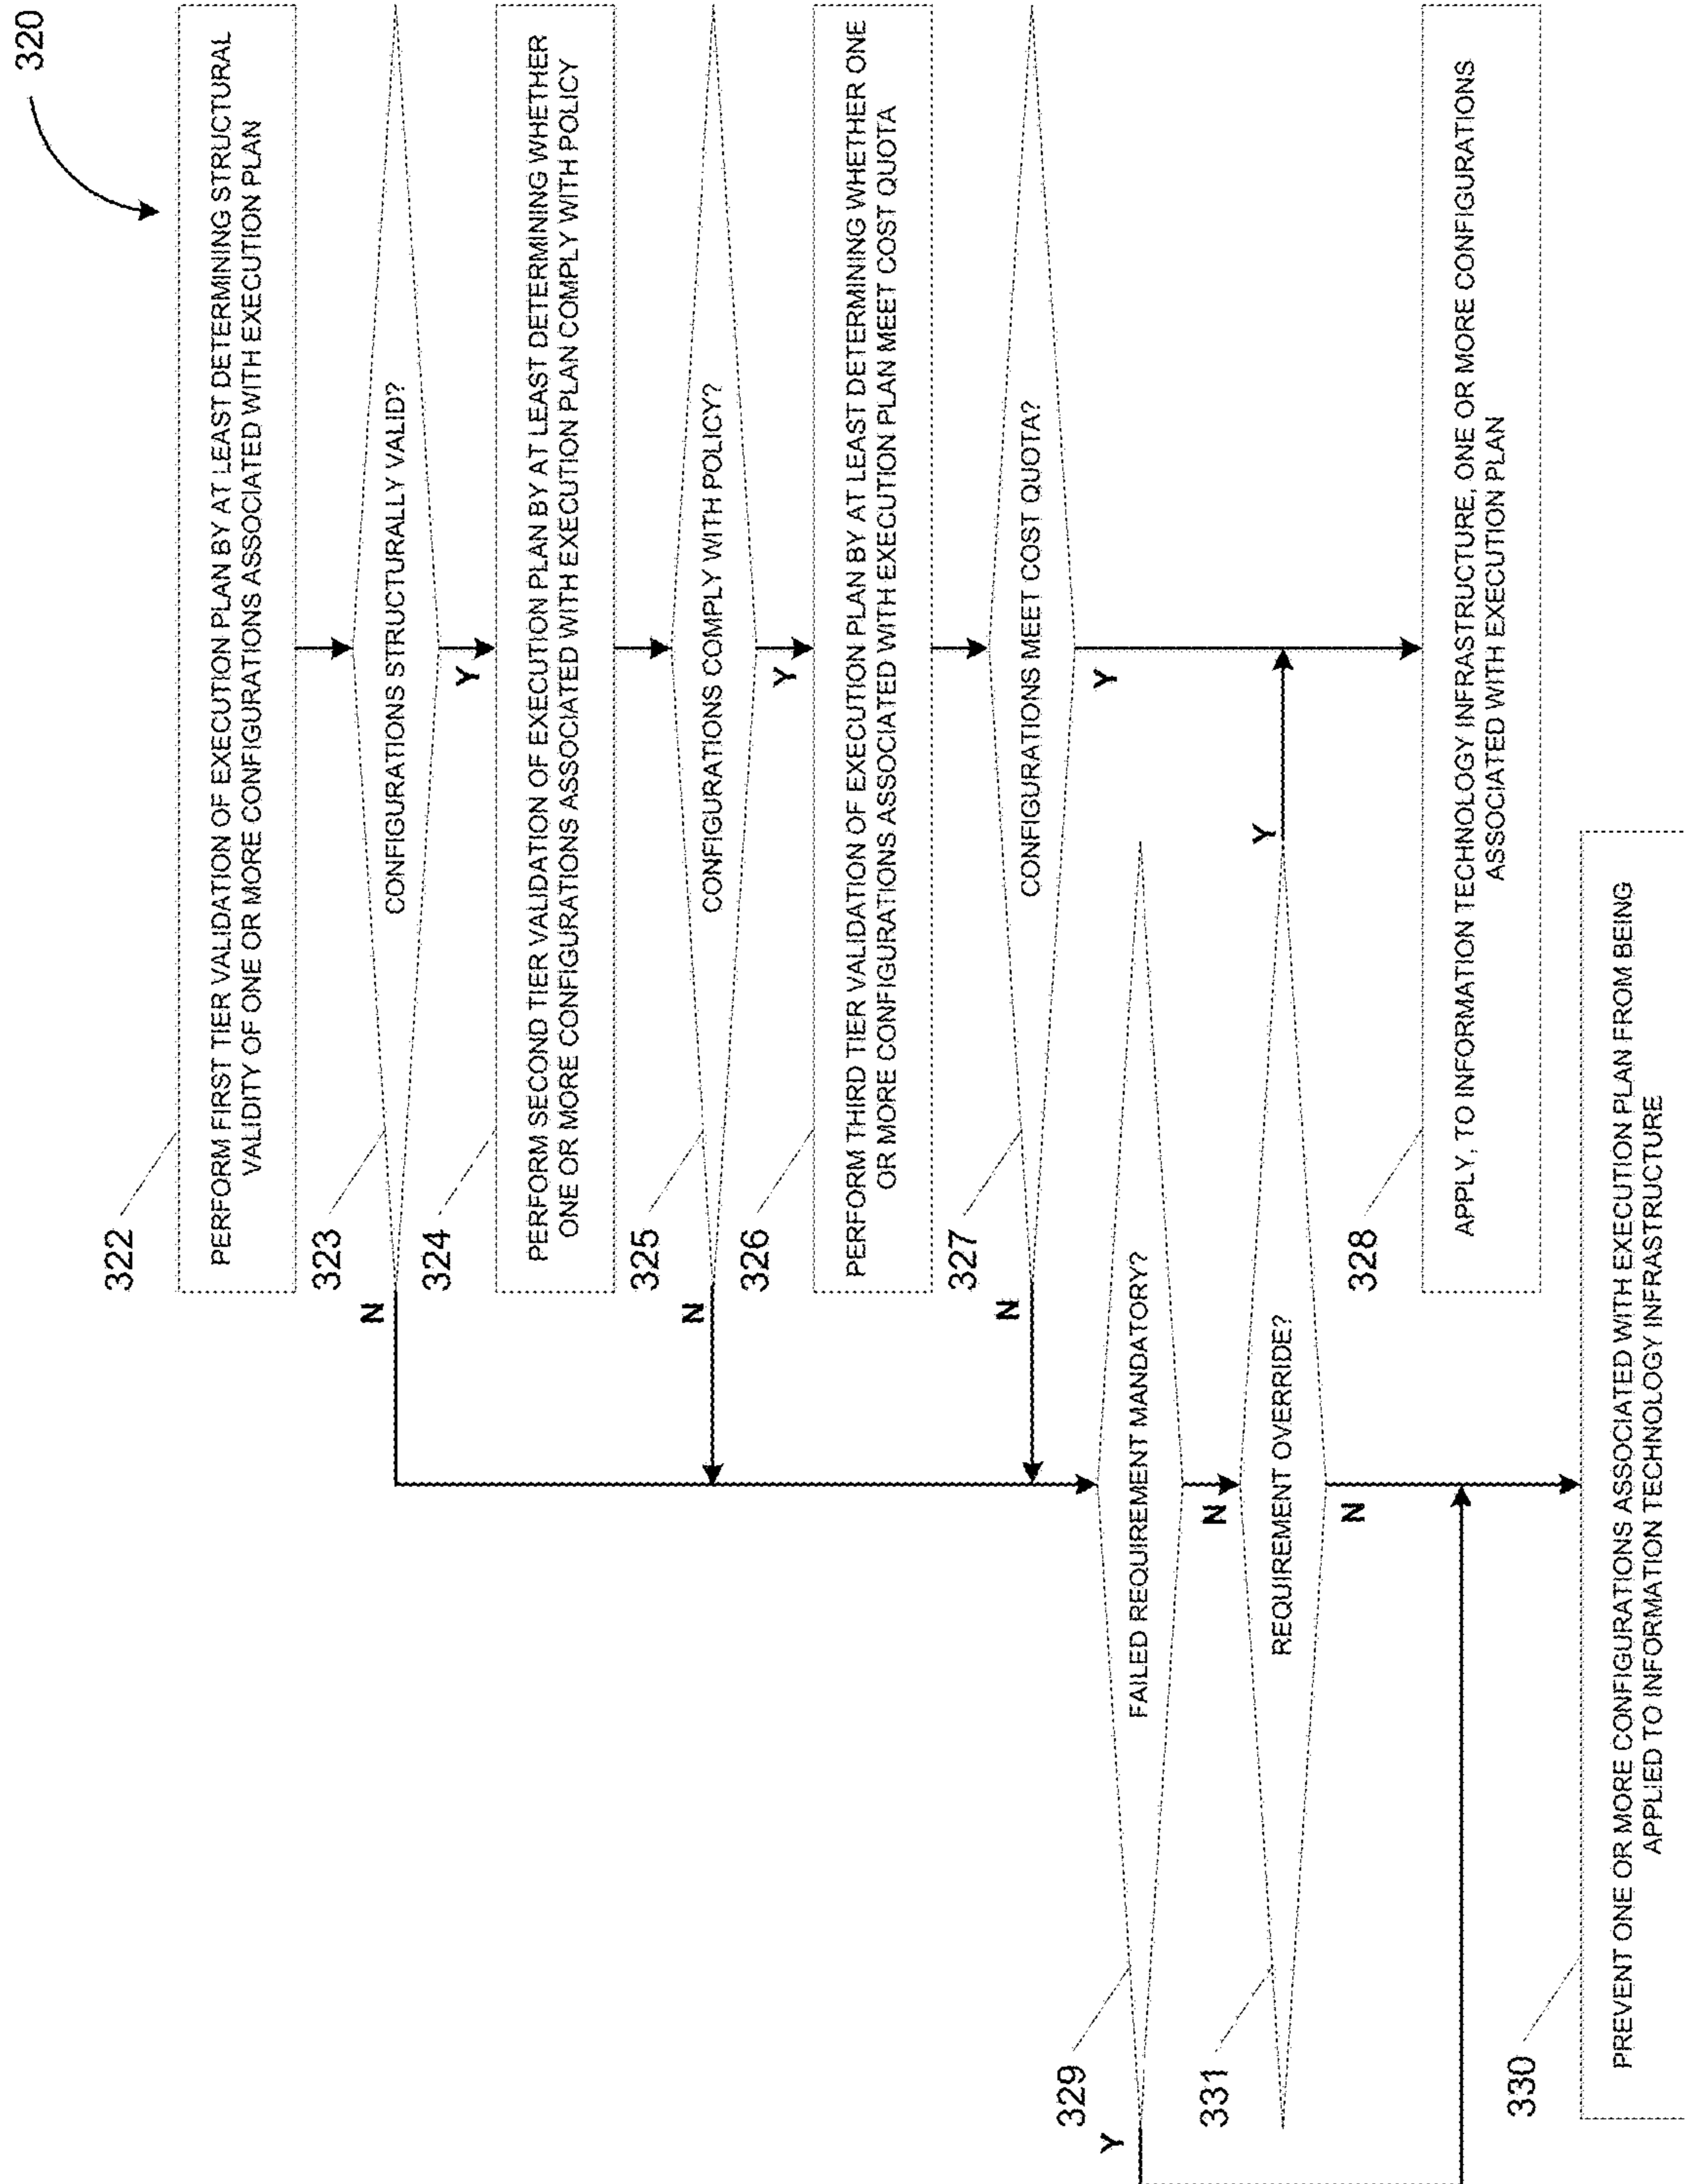 320
322
PERFORM FIRST TIER VALIDATION OF EXECUTION PLAN BY AT LEAST DETERMINING STRUCTURAL
VALIDITY OF ONE OR MORE CONFIGURATIONS ASSOCIATED WITH EXECUTION PLAN
323
CONFIGURATIONS STRUCTURALLY VALID?
N
Y
324
PERFORM SECOND TIER VALIDATION OF EXECUTION PLAN BY AT LEAST DETERMINING WHETHER
ONE OR MORE CONFIGURATIONS ASSOCIATED WITH EXECUTION PLAN COMPLY WITH POLICY
325
CONFIGURATIONS COMPLY WITH POLICY?
N
Y
326
PERFORM THIRD TIER VALIDATION OF EXECUTION PLAN BY AT LEAST DETERMINING WHETHER ONE
OR MORE CONFIGURATIONS ASSOCIATED WITH EXECUTION PLAN MEET COST QUOTA
327
CONFIGURATIONS MEET COST QUOTA?
N
Y
329
FAILED REQUIREMENT MANDATORY?
Y
N
331
REQUIREMENT OVERRIDE?
Y
N
328
APPLY, TO INFORMATION TECHNOLOGY INFRASTRUCTURE, ONE OR MORE CONFIGURATIONS
ASSOCIATED WITH EXECUTION PLAN
330
PREVENT ONE OR MORE CONFIGURATIONS ASSOCIATED WITH EXECUTION PLAN FROM BEING
APPLIED TO INFORMATION TECHNOLOGY INFRASTRUCTURE